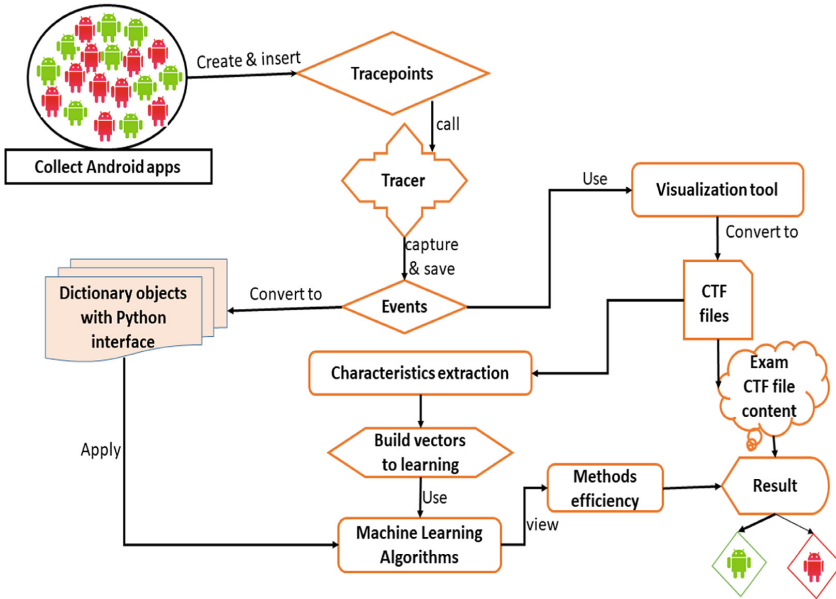 Create & insert
Tracepoints
Collect Android apps
call
Tracer
Use
Visualization tool
capture
& save
Convert to
Dictionary objects
with Python
interface
Convert to
Events
CTF
files
Characteristics extraction
Exam
CTF file
content
Apply
Build vectors
to learning
Use
Methods
efficiency
Result
view
Machine Learning
Algorithms